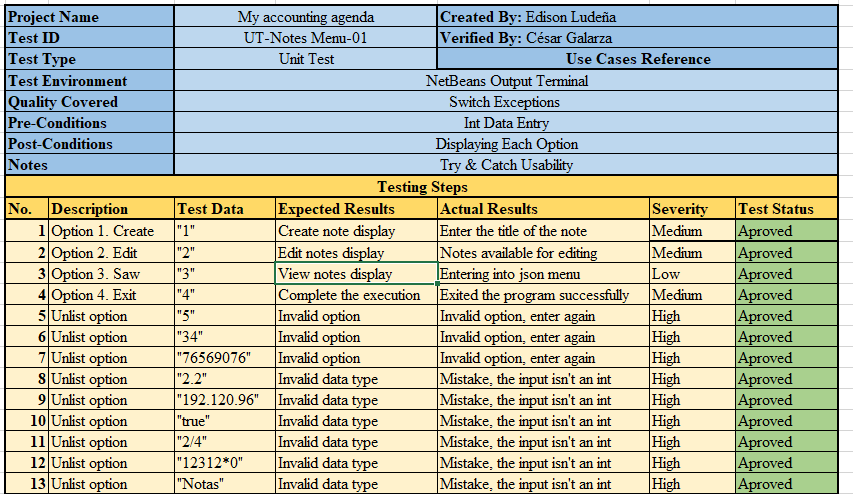 Project Name My accounting agenda Created By: Edison Ludeña
Test ID UT-Notes Menu-01 Verified By: César Galarza
Test Type Unit Test Use Cases Reference
Test Environment NetBeans Output Terminal
Quality Covered Switch Exceptions
Pre-Conditions Int Data Entry
Post-Conditions Displaying Each Option
Notes Try & Catch Usability
Testing Steps
No. Description Test Data Expected Results Actual Results Severity Test Status
1 Option 1. Create "1" Create note display Enter the title of the note Medium Aproved
2 Option 2. Edit "2" Edit notes display Notes available for editing Medium Aproved
3 Option 3. Saw "3" View notes display Entering into json menu Low Aproved
4 Option 4. Exit "4" Complete the execution Exited the program successfully Medium Aproved
5 Unlist option "5" Invalid option Invalid option, enter again High Aproved
6 Unlist option "34" Invalid option Invalid option, enter again High Aproved
7 Unlist option "76569076" Invalid option Invalid option, enter again High Aproved
8 Unlist option "2.2" Invalid data type Mistake, the input isn't an int High Aproved
9 Unlist option "192.120.96" Invalid data type Mistake, the input isn't an int High Aproved
10 Unlist option "true" Invalid data type Mistake, the input isn't an int High Aproved
11 Unlist option "2/4" Invalid data type Mistake, the input isn't an int High Aproved
12 Unlist option "12312*0" Invalid data type Mistake, the input isn't an int High Aproved
13 Unlist option "Notas" Invalid data type Mistake, the input isn't an int High Aproved